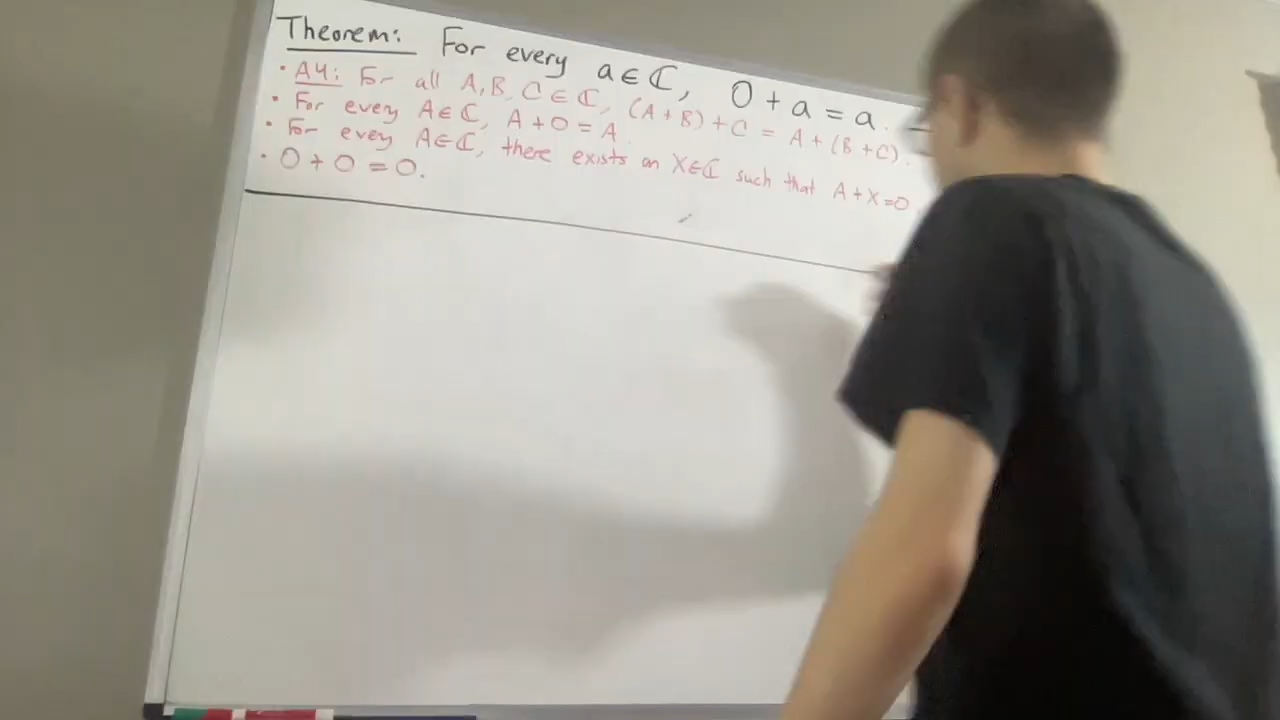 Theorem: For every a ∈ ℂ, 0 + a = a.
• A4: For all A, B, C ∈ ℂ, (A + B) + C = A + (B + C).
• For every A ∈ ℂ, A + 0 = A.
• For every A ∈ ℂ, there exists an X ∈ ℂ such that A + X = 0
• 0 + 0 = 0.